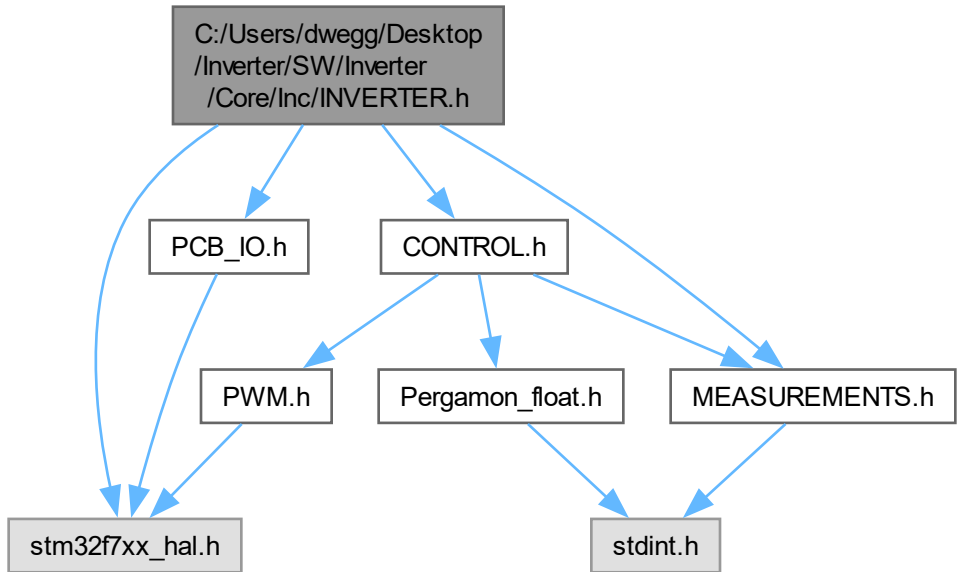 C:/Users/dwegg/Desktop
/Inverter/SW/Inverter
/Core/Inc/INVERTER.h
PCB_IO.h
CONTROL.h
PWM.h
Pergamon_float.h
MEASUREMENTS.h
stm32f7xx_hal.h
stdint.h